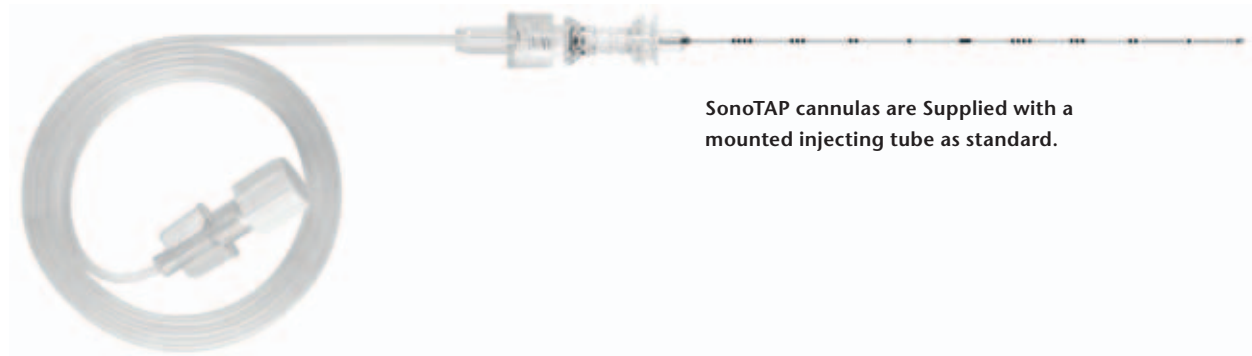 SonoTAP cannulas are Supplied with a
mounted injecting tube as standard.